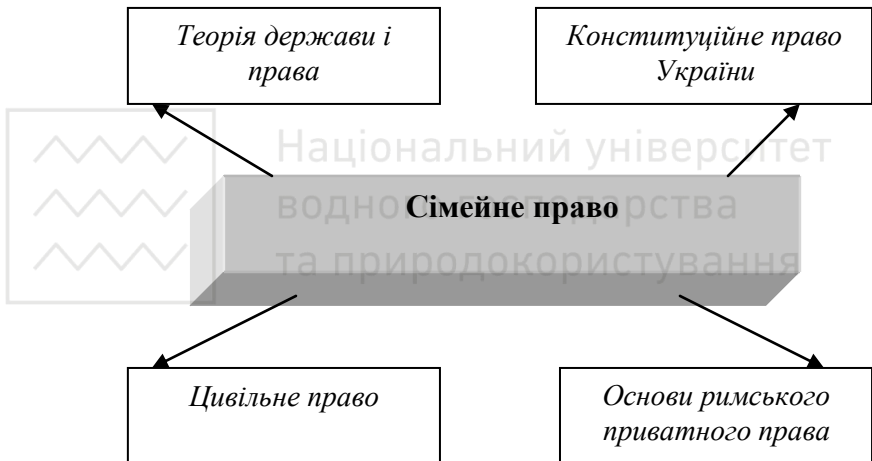 Теорія держави і
права
Конституційне право
України
Національний університет
водного господарства
та природокористування
Сімейне право
Цивільне право
Основи римського
приватного права